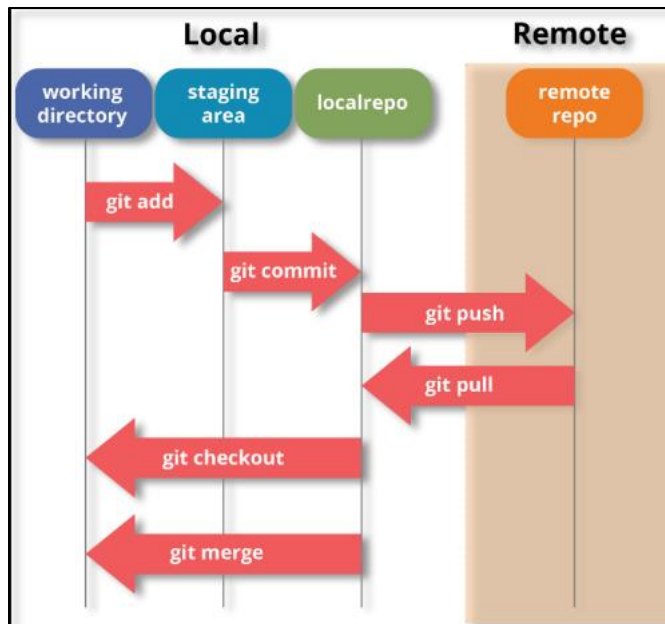 Local
Remote
working
directory
staging
area
localrepo
remote
repo
git add
git commit
git push
git pull
git checkout
git merge